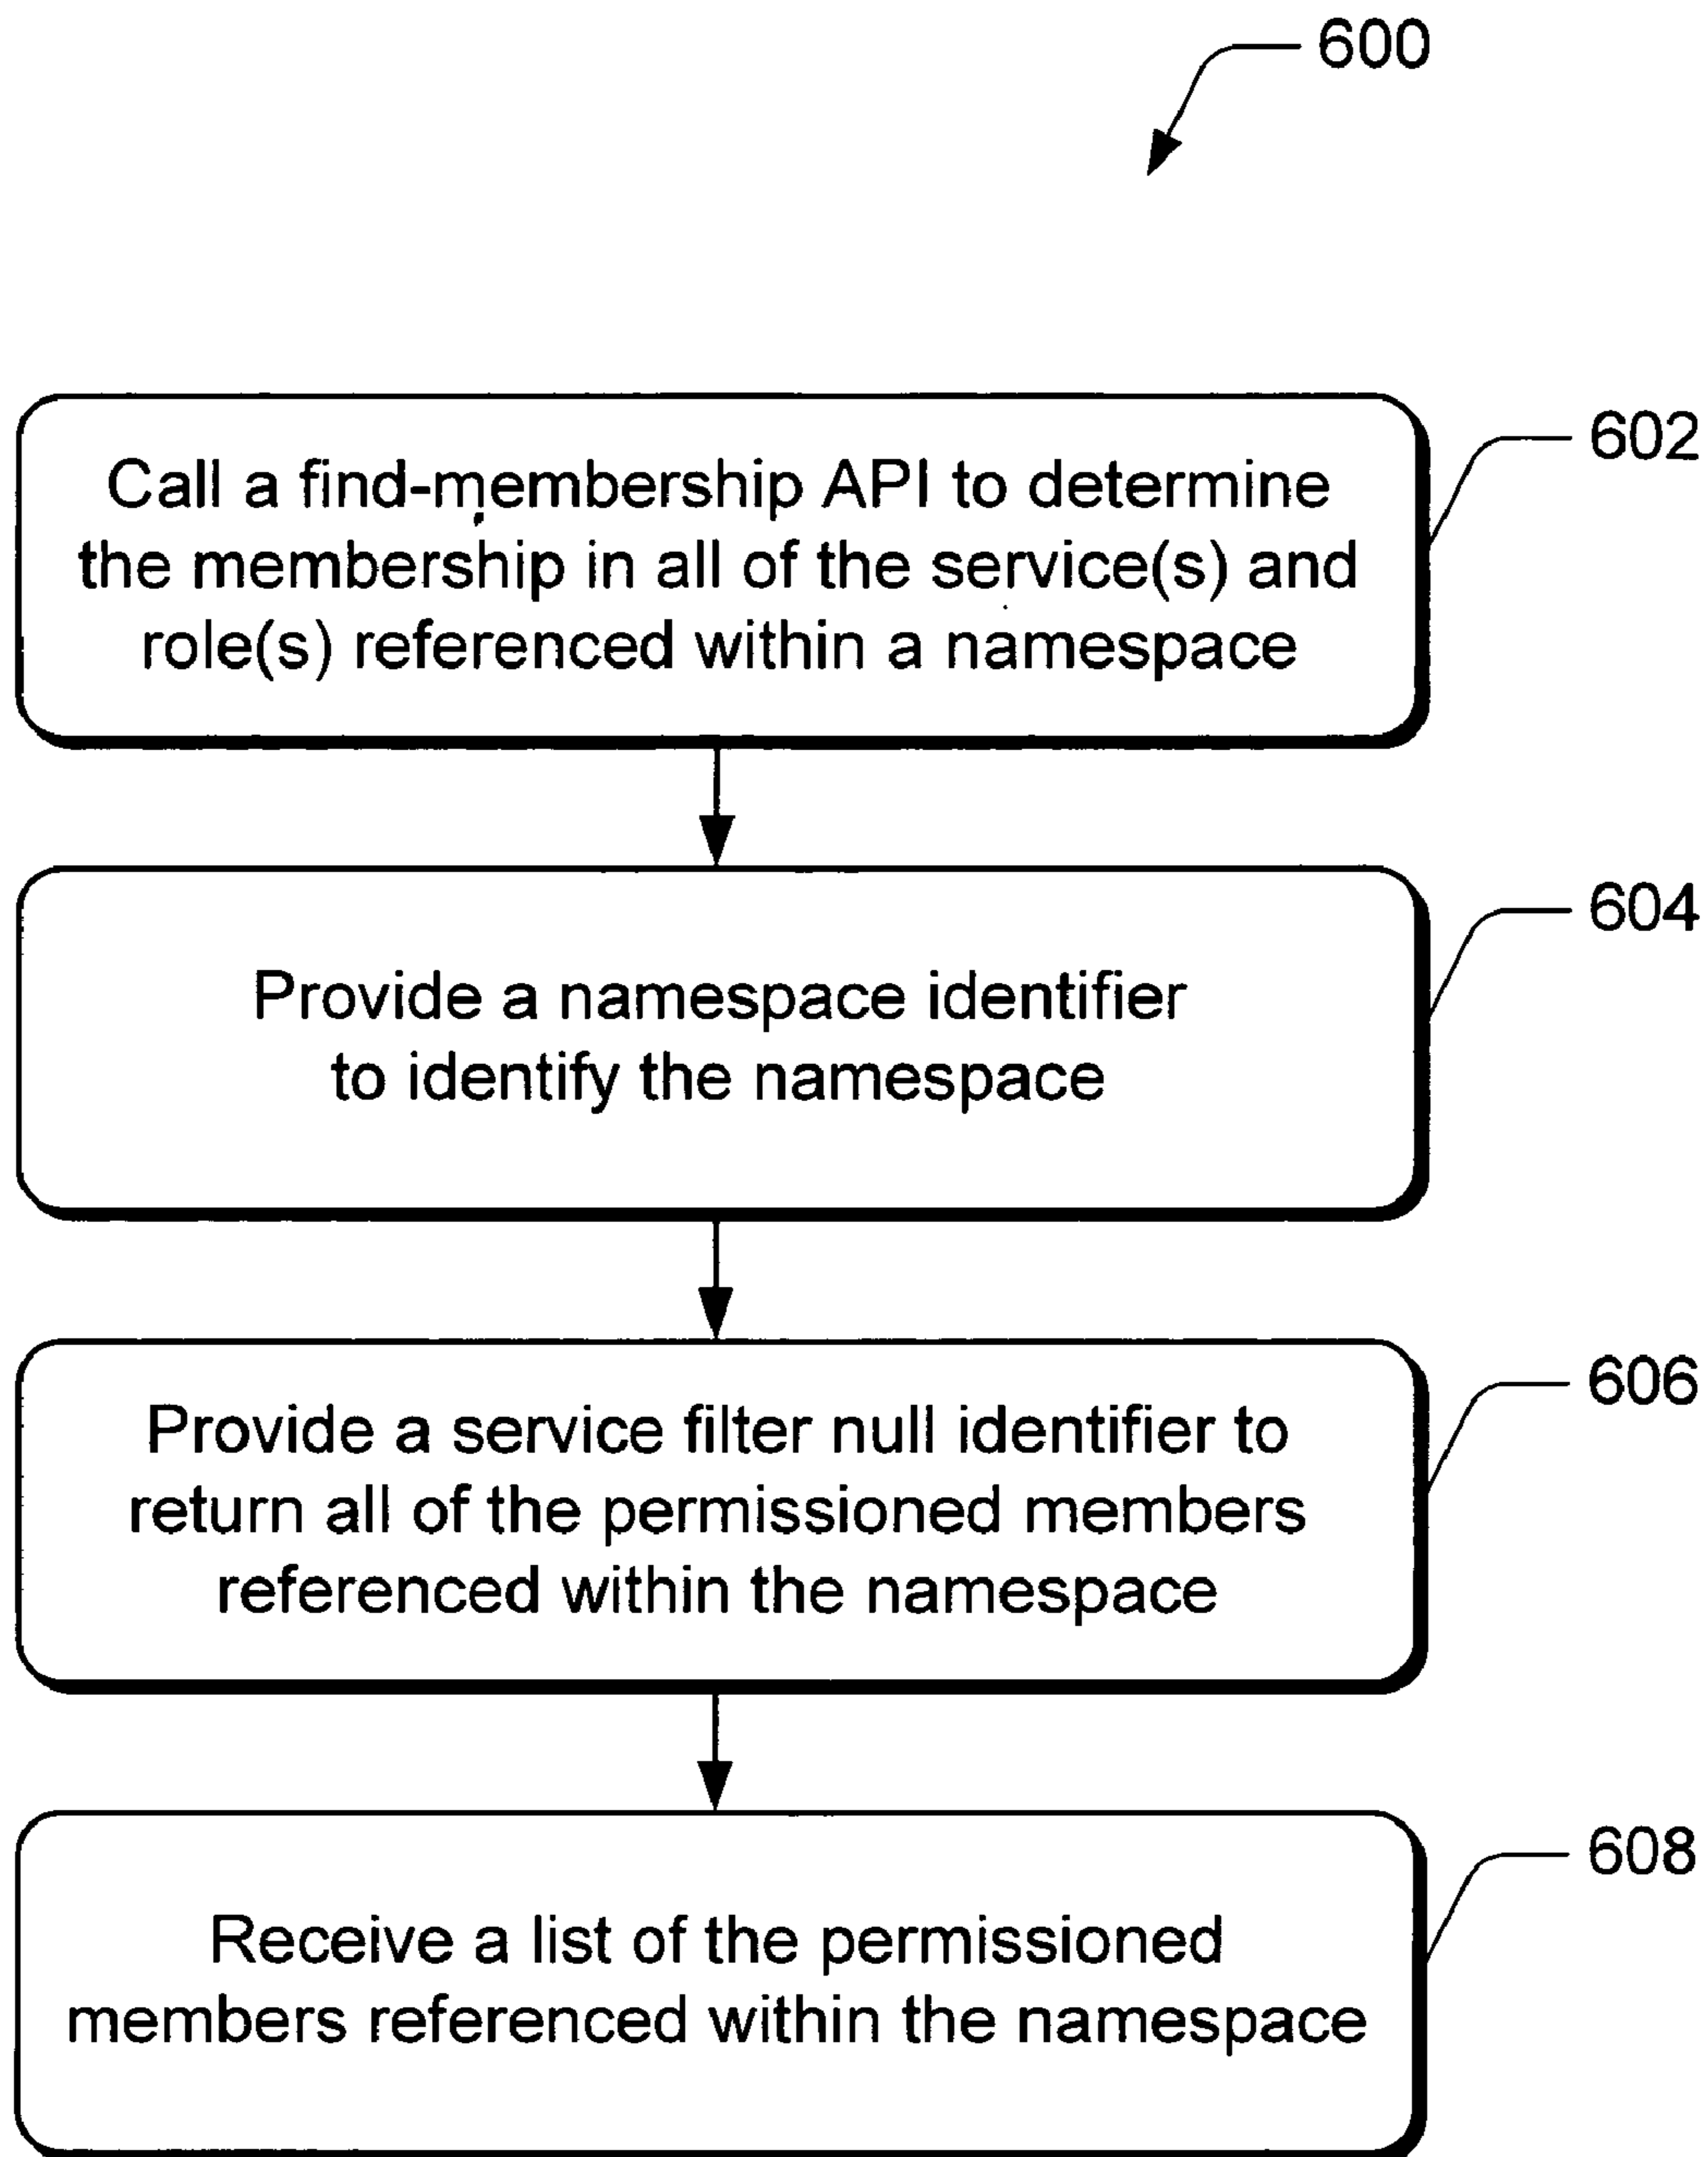 600
Call a find-membership API to determine
the membership in all of the service(s) and
role(s) referenced within a namespace
602
Provide a namespace identifier
to identify the namespace
604
Provide a service filter null identifier to
return all of the permissioned members
referenced within the namespace
606
Receive a list of the permissioned
members referenced within the namespace
608